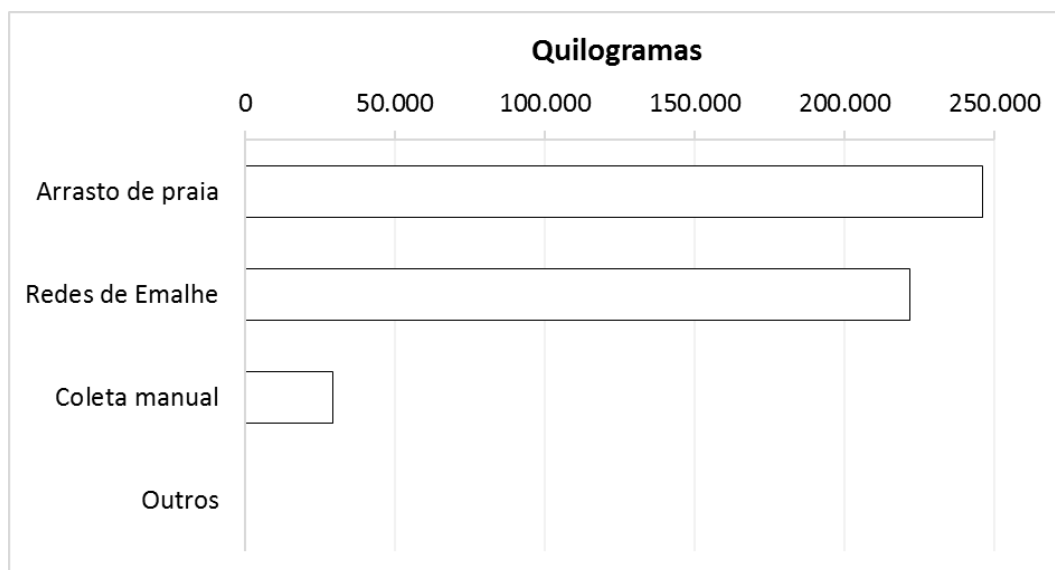 Quilogramas
0 50.000 100.000 150.000 200.000 250.000
Arrasto de praia
Redes de Emalhe
Coleta manual
Outros